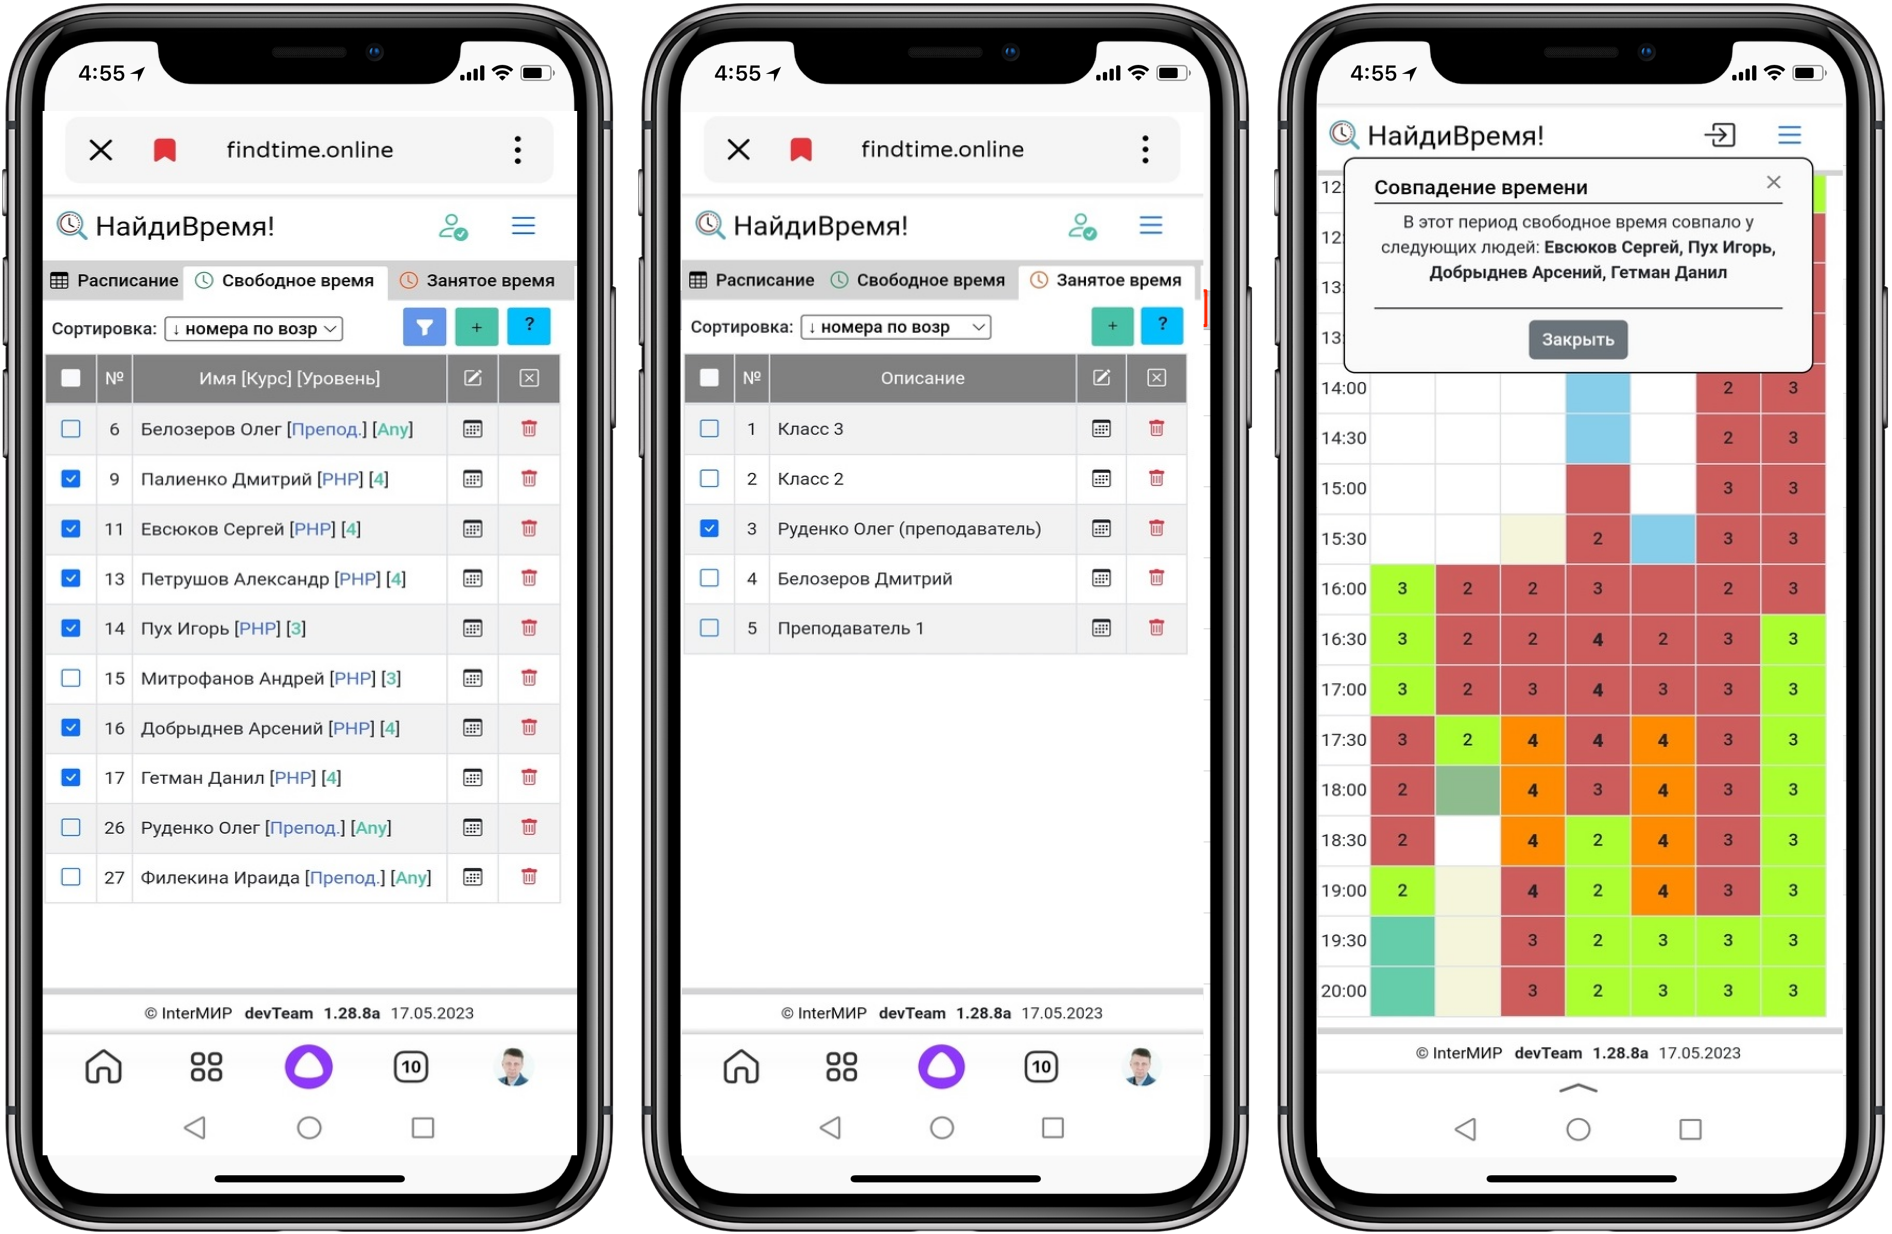 4:55
findtime.online
НайдиВремя!
Расписание Свободное время Занятое время
Сортировка: ↓ номера по возр + ?
№ Имя [Курс] [Уровень]
6 Белозеров Олег [Препод.] [Any]
9 Палиенко Дмитрий [PHP] [4]
11 Евсюков Сергей [PHP] [4]
13 Петрушов Александр [PHP] [4]
14 Пух Игорь [PHP] [3]
15 Митрофанов Андрей [PHP] [3]
16 Добрыднев Арсений [PHP] [4]
17 Гетман Данил [PHP] [4]
26 Руденко Олег [Препод.] [Any]
27 Филекина Ираида [Препод.] [Any]
© InterМИР devTeam 1.28.8a 17.05.2023
10
4:55
findtime.online
НайдиВремя!
Расписание Свободное время Занятое время
Сортировка: ↓ номера по возр + ?
№ Описание
1 Класс 3
2 Класс 2
3 Руденко Олег (преподаватель)
4 Белозеров Дмитрий
5 Преподаватель 1
© InterМИР devTeam 1.28.8a 17.05.2023
10
4:55
НайдиВремя!
12:
12:
13:
13:
Совпадение времени
В этот период свободное время совпало у
следующих людей: Евсюков Сергей, Пух Игорь,
Добрыднев Арсений, Гетман Данил
Закрыть
14:00 2 3
14:30 2 3
15:00 3 3
15:30 2 3 3
16:00 3 2 2 3 2 3
16:30 3 2 2 4 2 3 3
17:00 3 2 3 4 3 3 3
17:30 3 2 4 4 4 3 3
18:00 2 4 3 4 3 3
18:30 2 4 2 4 3 3
19:00 2 4 2 4 3 3
19:30 3 2 3 3 3
20:00 3 2 3 3 3
© InterМИР devTeam 1.28.8a 17.05.2023